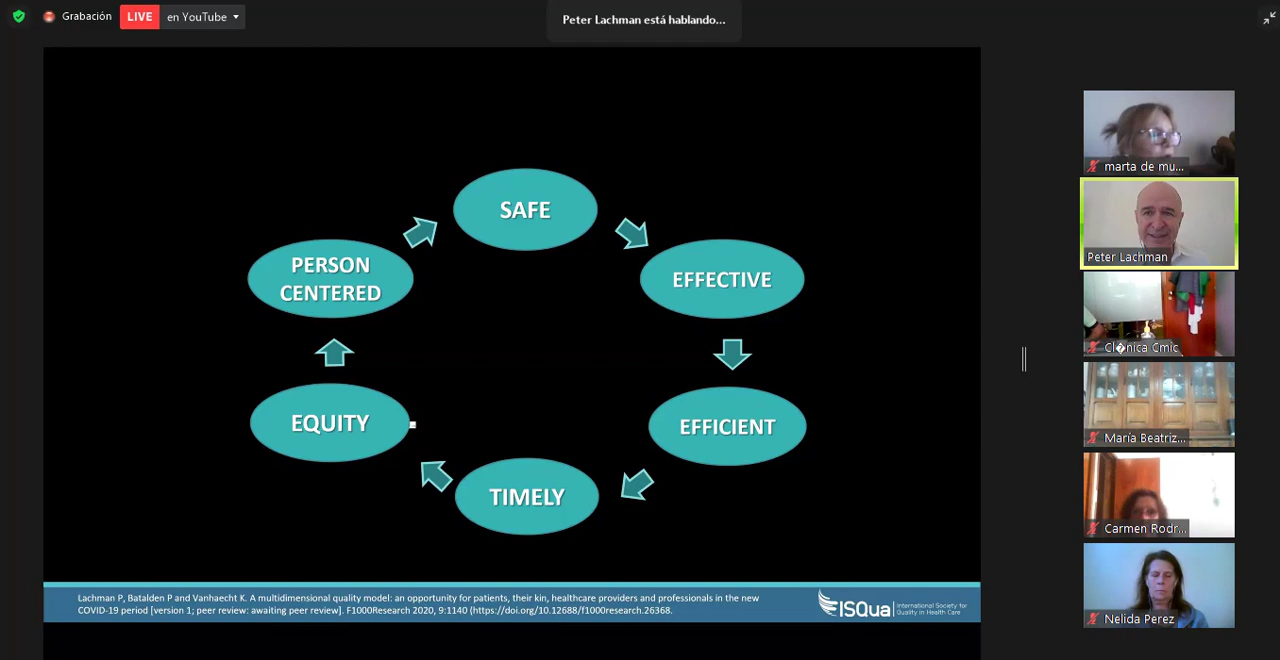 Grabación
LIVE
en YouTube
Peter Lachman está hablando...
SAFE
EFFECTIVE
EFFICIENT
TIMELY
EQUITY
PERSON
CENTERED
Lachman P, Batalden P and Vanhaecht K. A multidimensional quality model: an opportunity for patients, their kin, healthcare providers and professionals in the new
COVID-19 period [version 1; peer review: awaiting peer review]. F1000Research 2020, 9:1140 (https://doi.org/10.12688/f1000research.26368.
ISQua
International Society for
Quality in Health Care
marta de mu...
Peter Lachman
Cl�nica Cmic
María Beatriz...
Carmen Rodr...
Nelida Perez